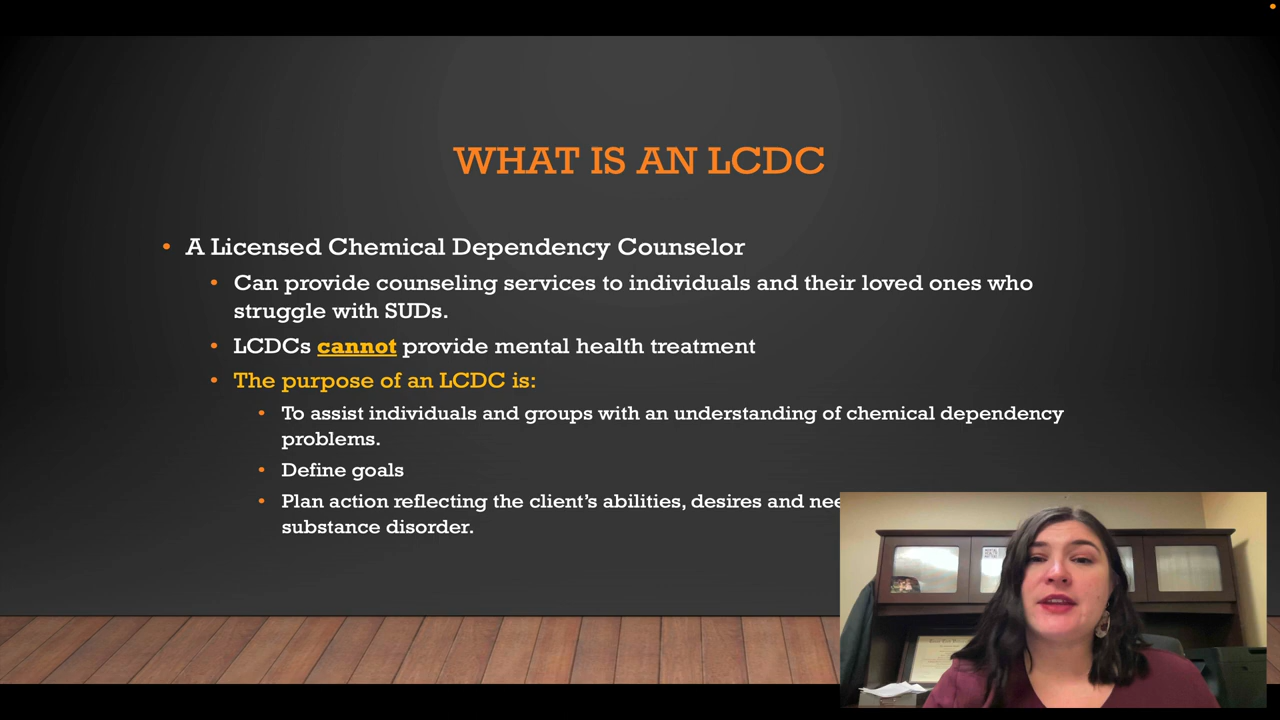 WHAT IS AN LCDC
• A Licensed Chemical Dependency Counselor
• Can provide counseling services to individuals and their loved ones who
struggle with SUDs.
• LCDCs cannot provide mental health treatment
• The purpose of an LCDC is:
• To assist individuals and groups with an understanding of chemical dependency
problems.
• Define goals
• Plan action reflecting the client’s abilities, desires and
substance disorder.